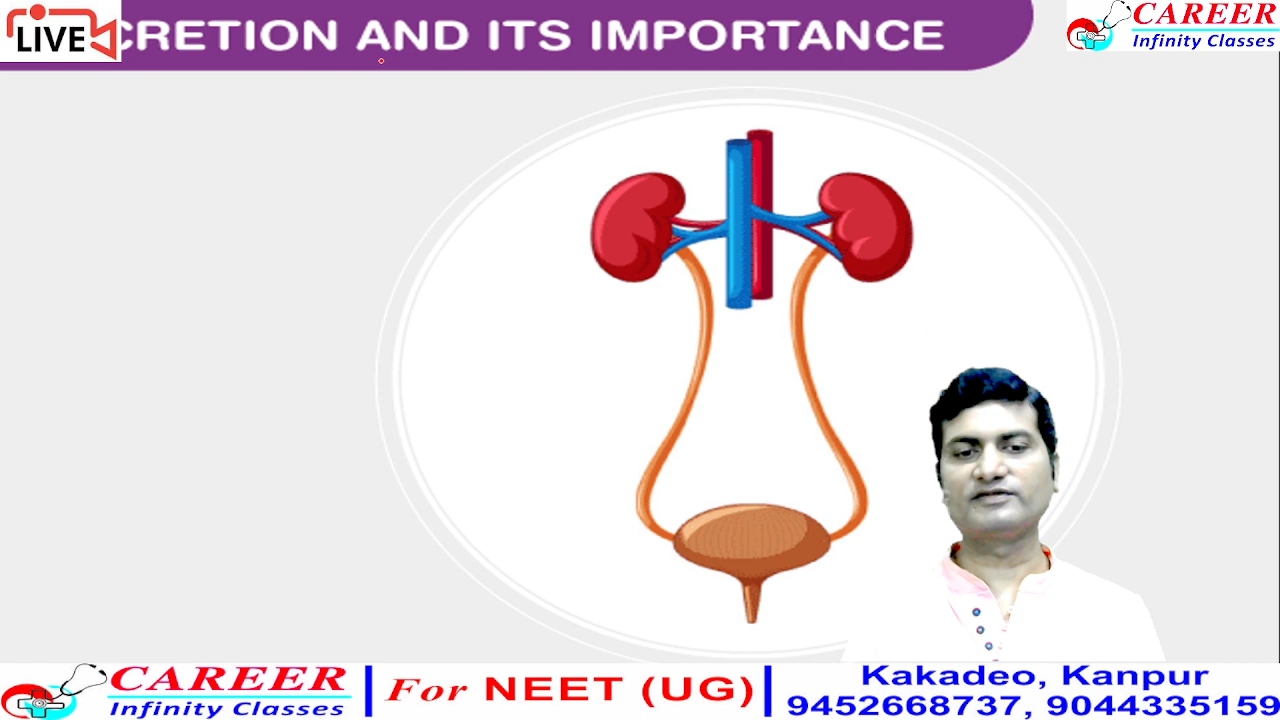 LIVE
CRETION AND ITS IMPORTANCE
CAREER
Infinity Classes
CAREER
Infinity Classes
For NEET (UG)
Kakadeo, Kanpur
9452668737, 9044335159